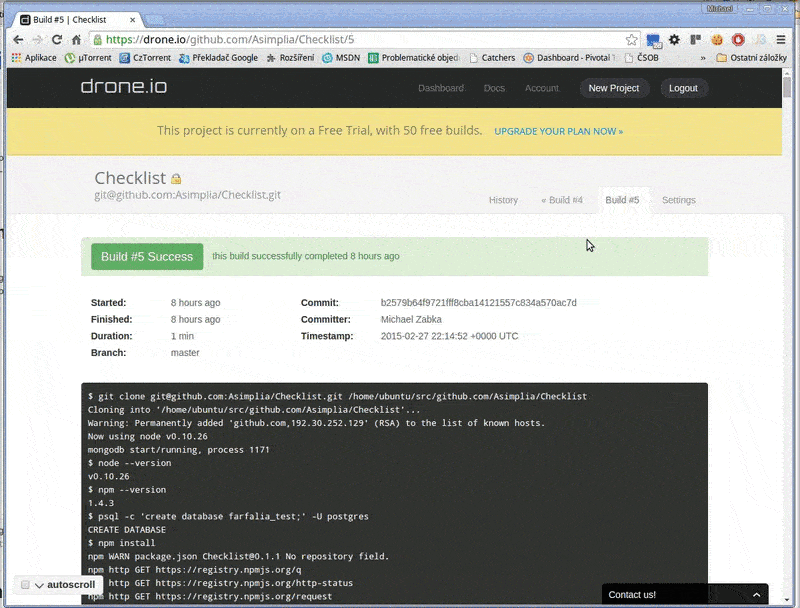 Michael
Build #5 | Checklist
https://drone.io/github.com/Asimplia/Checklist/5
Aplikace µTorrent CzTorrent Překladač Google Rozšíření MSDN Problematické objed Catchers Dashboard - Pivotal T ČSOB » Ostatní záložky
drone.io Dashboard Docs Account New Project Logout
This project is currently on a Free Trial, with 50 free builds. UPGRADE YOUR PLAN NOW »
Checklist
git@github.com:Asimplia/Checklist.git
History « Build #4 Build #5 Settings
Build #5 Success this build successfully completed 8 hours ago
Started: 8 hours ago Commit: b2579b64f9721fff8cba14121557c834a570ac7d
Finished: 8 hours ago Committer: Michael Zabka
Duration: 1 min Timestamp: 2015-02-27 22:14:52 +0000 UTC
Branch: master
$ git clone git@github.com:Asimplia/Checklist.git /home/ubuntu/src/github.com/Asimplia/Checklist
Cloning into '/home/ubuntu/src/github.com/Asimplia/Checklist'...
Warning: Permanently added 'github.com,192.30.252.129' (RSA) to the list of known hosts.
Now using node v0.10.26
mongodb start/running, process 1171
$ node --version
v0.10.26
$ npm --version
1.4.3
$ psql -c 'create database farfalia_test;' -U postgres
CREATE DATABASE
$ npm install
npm WARN package.json Checklist@0.1.1 No repository field.
npm http GET https://registry.npmjs.org/q
npm http GET https://registry.npmjs.org/http-status
npm http GET https://registry.npmjs.org/request
autoscroll
Contact us!